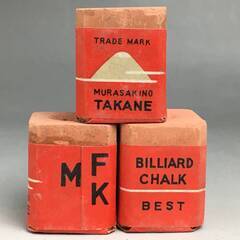 TRADE MARK
MURASAKINO
TAKANE
M
F
K
BILLIARD
CHALK
BEST